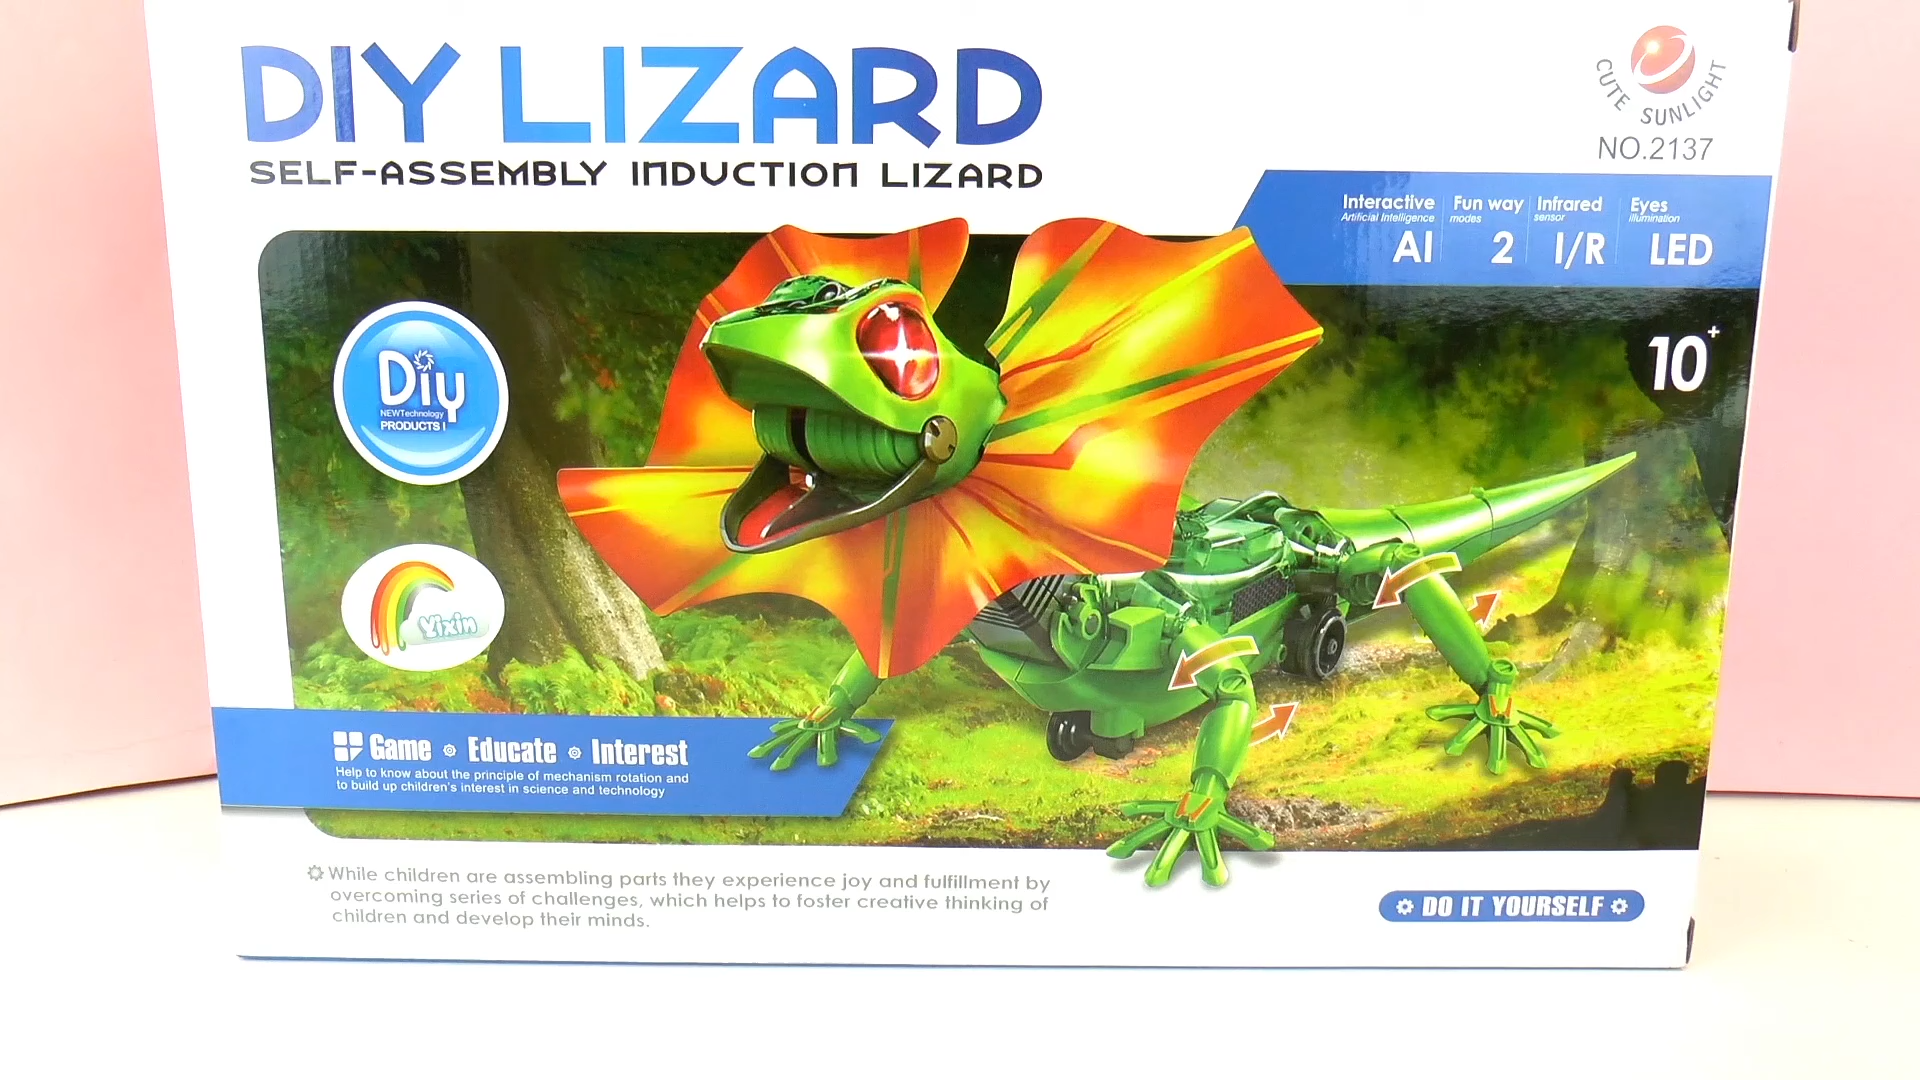 DIY LIZARD
SELF-ASSEMBLY INDUCTION LIZARD
CUTE SUNLIGHT
NO.2137
Interactive Fun way Infrared Eyes
Artificial Intelligence modes sensor illumination
AI 2 I/R LED
10+
Diy
NEWTechnology
PRODUCTS !
Yixin
Game Educate Interest
Help to know about the principle of mechanism rotation and
to build up children's interest in science and technology
While children are assembling parts they experience joy and fulfillment by
overcoming series of challenges, which helps to foster creative thinking of
children and develop their minds.
DO IT YOURSELF